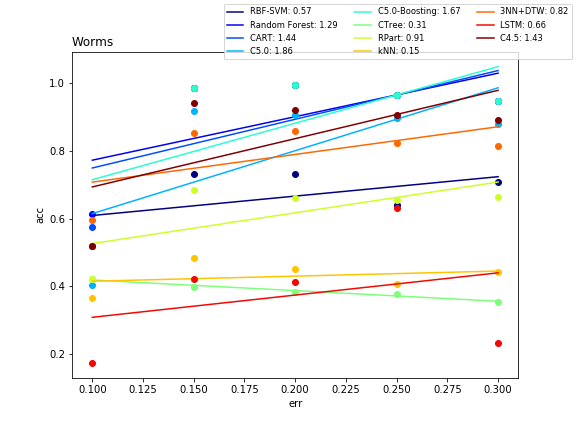 RBF-SVM: 0.57
Random Forest: 1.29
CART: 1.44
C5.0: 1.86
C5.0-Boosting: 1.67
CTree: 0.31
RPart: 0.91
kNN: 0.15
3NN+DTW: 0.82
LSTM: 0.66
C4.5: 1.43
Worms
acc
1.0
0.8
0.6
0.4
0.2
0.100 0.125 0.150 0.175 0.200 0.225 0.250 0.275 0.300
err